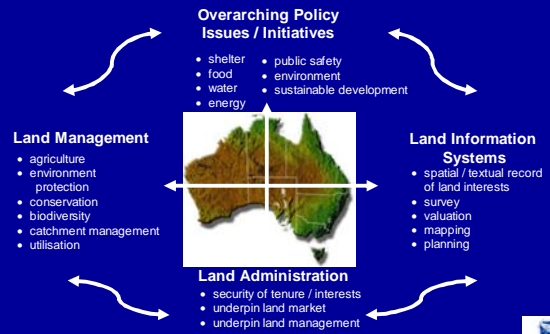 Overarching Policy
Issues / Initiatives
• shelter
• food
• water
• energy
• public safety
• environment
• sustainable development
Land Management
• agriculture
• environment
protection
• conservation
• biodiversity
• catchment management
• utilisation
Land Information
Systems
• spatial / textual record
of land interests
• survey
• valuation
• mapping
• planning
Land Administration
• security of tenure / interests
• underpin land market
• underpin land management